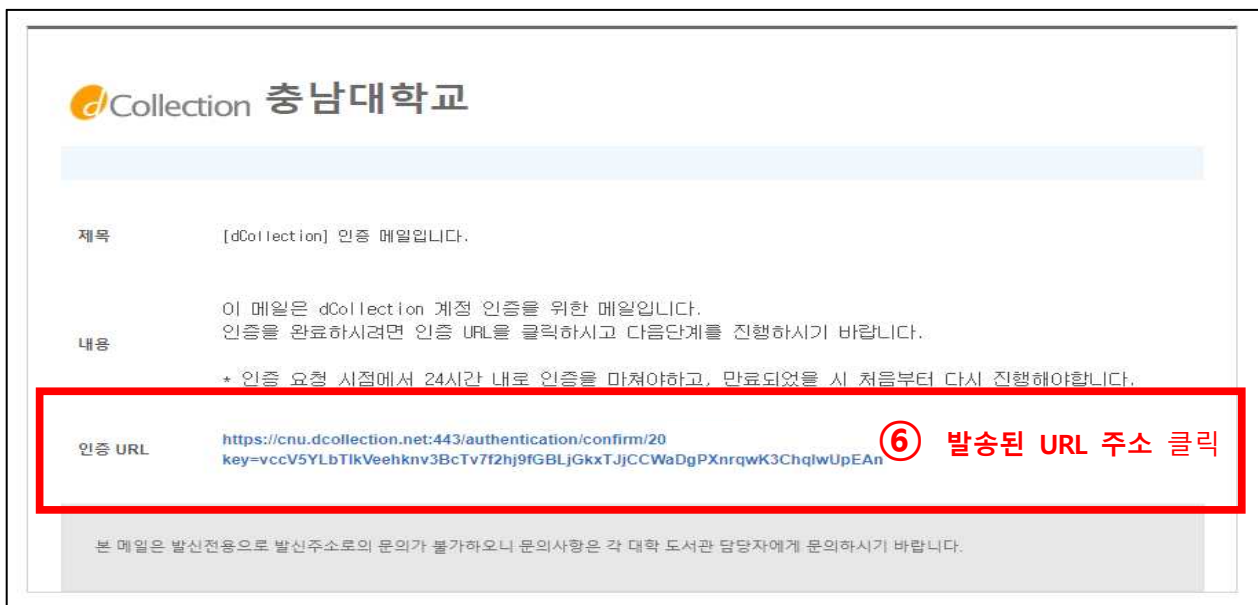 dCollection 충남대학교
제목 [dCollection] 인증 메일입니다.
이 메일은 dCollection 계정 인증을 위한 메일입니다.
인증을 완료하시려면 인증 URL을 클릭하시고 다음단계를 진행하시기 바랍니다.
내용
* 인증 요청 시점에서 24시간 내로 인증을 마쳐야하고, 만료되었을 시 처음부터 다시 진행해야합니다.
인증 URL
https://cnu.dcollection.net:443/authentication/confirm/20
key=vccV5YLbTlkVeehknv3BcTv7f2hj9fGBLjGkxTJjCCWaDgPXnrqwK3ChqlwUpEAn
⑥ 발송된 URL 주소 클릭
본 메일은 발신전용으로 발신주소로의 문의가 불가하오니 문의사항은 각 대학 도서관 담당자에게 문의하시기 바랍니다.